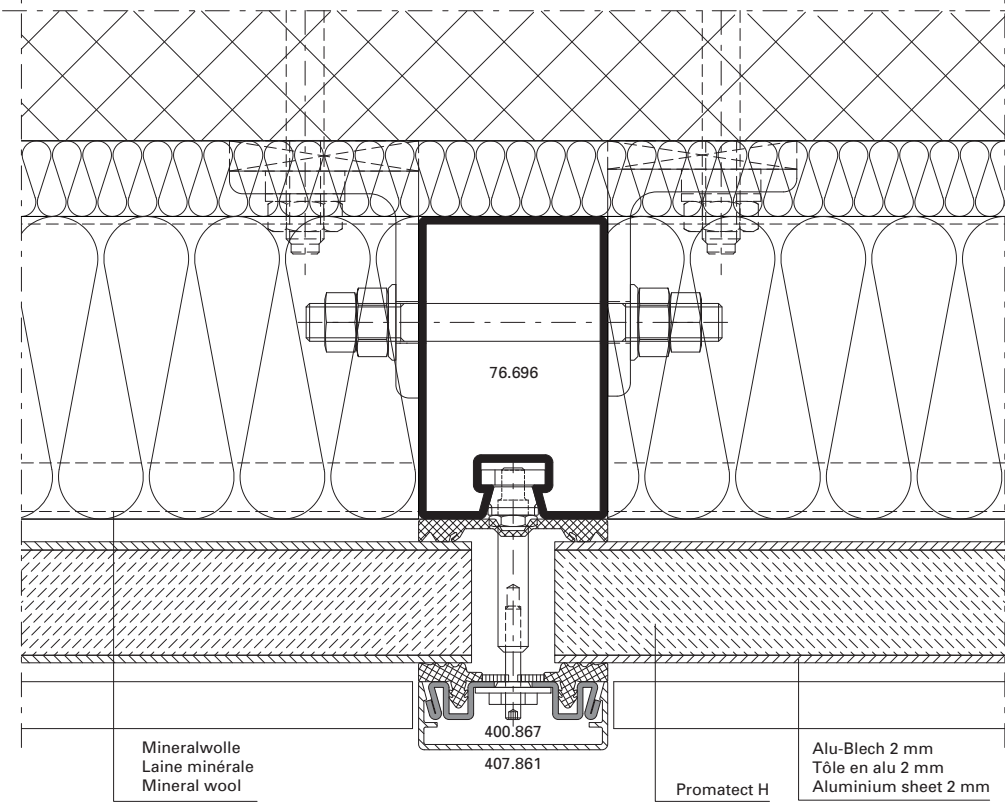 76.696
400.867
407.861
Mineralwolle
Laine minérale
Mineral wool
Promatect H
Alu-Blech 2 mm
Tôle en alu 2 mm
Aluminium sheet 2 mm